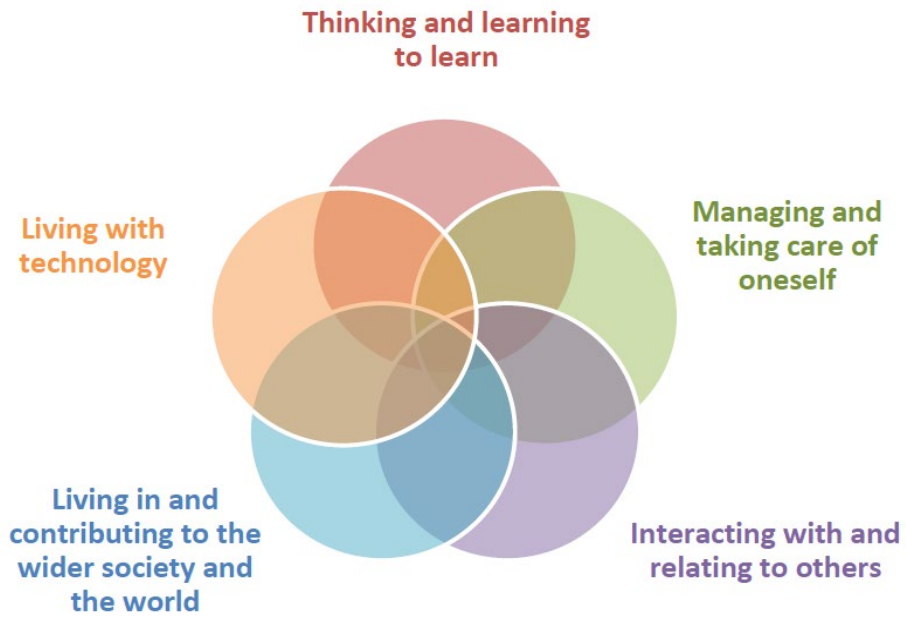 Thinking and learning
to learn
Living with
technology
Managing and
taking care of
oneself
Living in and
contributing to the
wider society and
the world
Interacting with and
relating to others